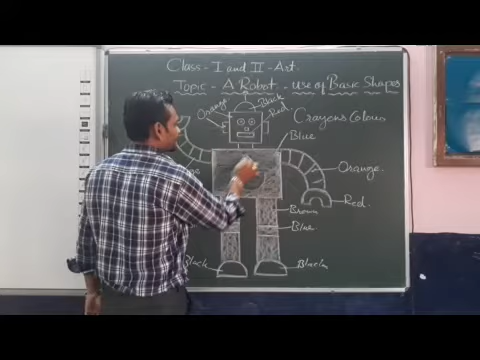 Class - I and II - Art.
Topic - A Robot - use of Basic Shapes
Orange
Black
Red
Crayons Colour
Blue
Orange
Red
Brown
Blue
Black
Black